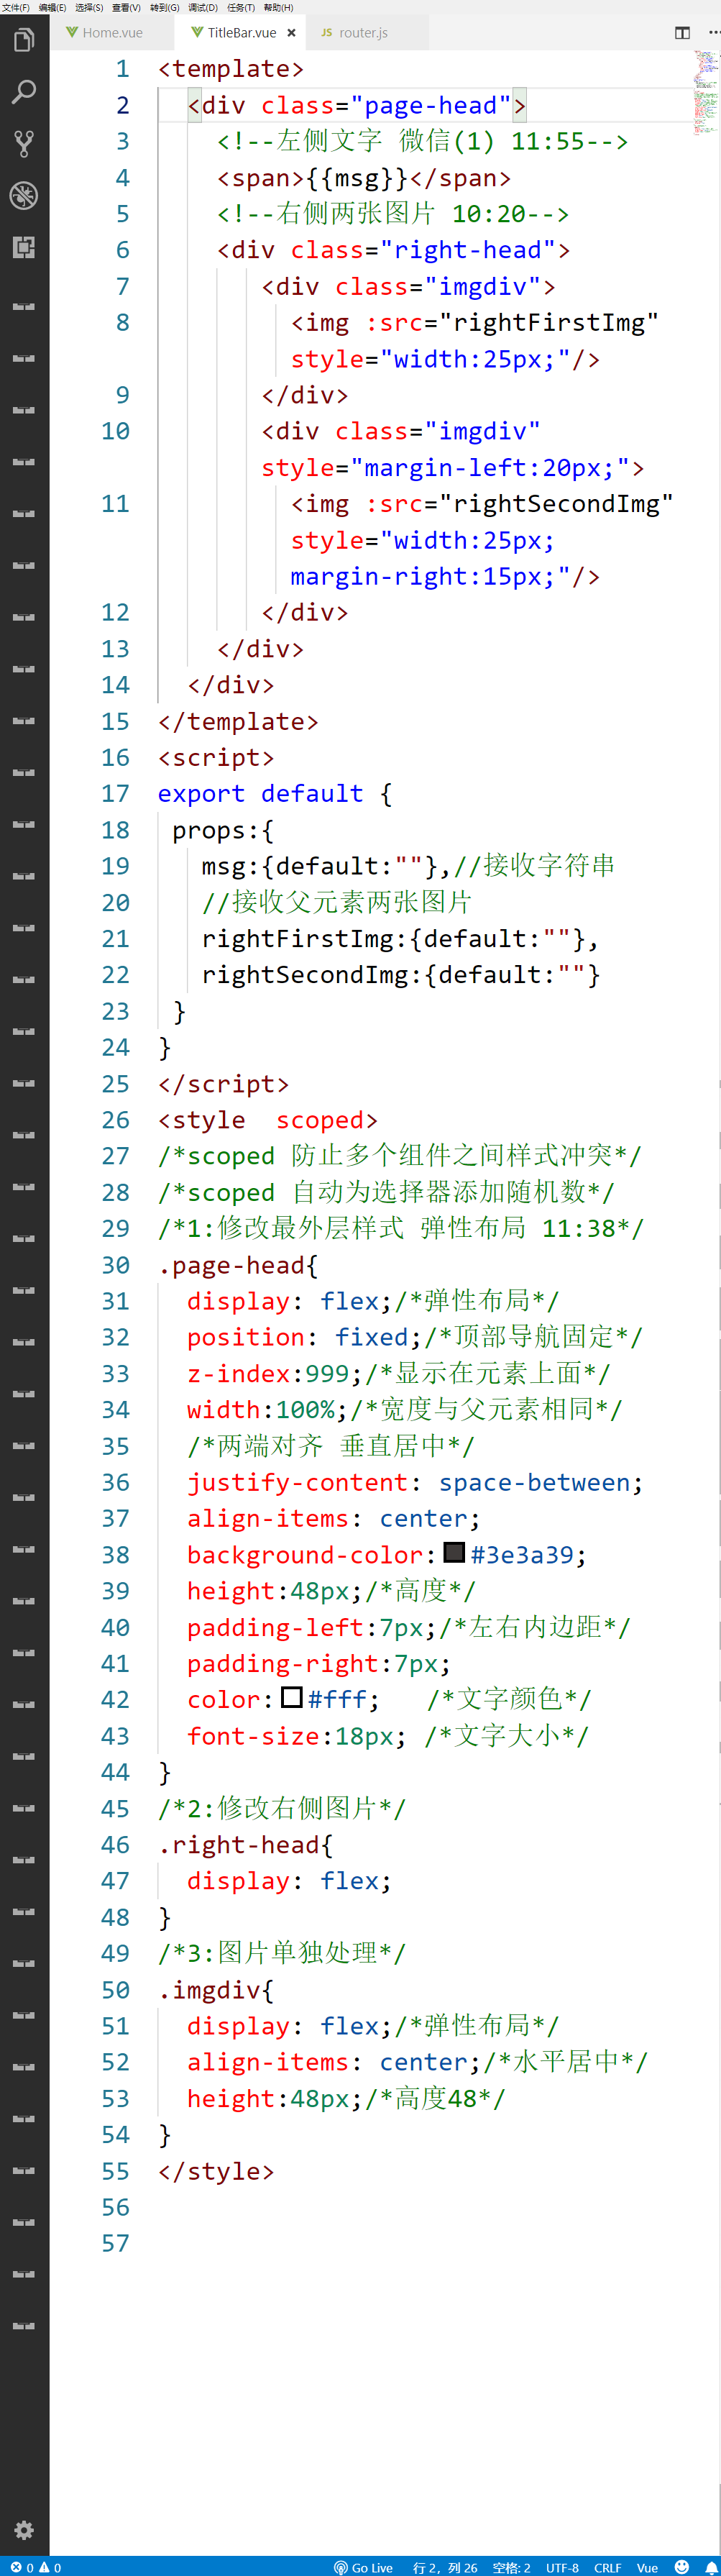 文件(F) 编辑(E) 选择(S) 查看(V) 转到(G) 调试(D) 任务(T) 帮助(H)
Home.vue TitleBar.vue × JS router.js
1 <template>
2 <div class="page-head">
3 <!--左侧文字 微信(1) 11:55-->
4 <span>{{msg}}</span>
5 <!--右侧两张图片 10:20-->
6 <div class="right-head">
7 <div class="imgdiv">
8 <img :src="rightFirstImg"
style="width:25px;"/>
9 </div>
10 <div class="imgdiv"
style="margin-left:20px;">
11 <img :src="rightSecondImg"
style="width:25px;
margin-right:15px;"/>
12 </div>
13 </div>
14 </div>
15 </template>
16 <script>
17 export default {
18 props:{
19 msg:{default:""},//接收字符串
20 //接收父元素两张图片
21 rightFirstImg:{default:""},
22 rightSecondImg:{default:""}
23 }
24 }
25 </script>
26 <style  scoped>
27 /*scoped 防止多个组件之间样式冲突*/
28 /*scoped 自动为选择器添加随机数*/
29 /*1:修改最外层样式 弹性布局 11:38*/
30 .page-head{
31 display: flex;/*弹性布局*/
32 position: fixed;/*顶部导航固定*/
33 z-index:999;/*显示在元素上面*/
34 width:100%;/*宽度与父元素相同*/
35 /*两端对齐 垂直居中*/
36 justify-content: space-between;
37 align-items: center;
38 background-color:#3e3a39;
39 height:48px;/*高度*/
40 padding-left:7px;/*左右内边距*/
41 padding-right:7px;
42 color:#fff;   /*文字颜色*/
43 font-size:18px; /*文字大小*/
44 }
45 /*2:修改右侧图片*/
46 .right-head{
47 display: flex;
48 }
49 /*3:图片单独处理*/
50 .imgdiv{
51 display: flex;/*弹性布局*/
52 align-items: center;/*水平居中*/
53 height:48px;/*高度48*/
54 }
55 </style>
56
57
0 0 Go Live 行 2，列 26 空格: 2 UTF-8 CRLF Vue